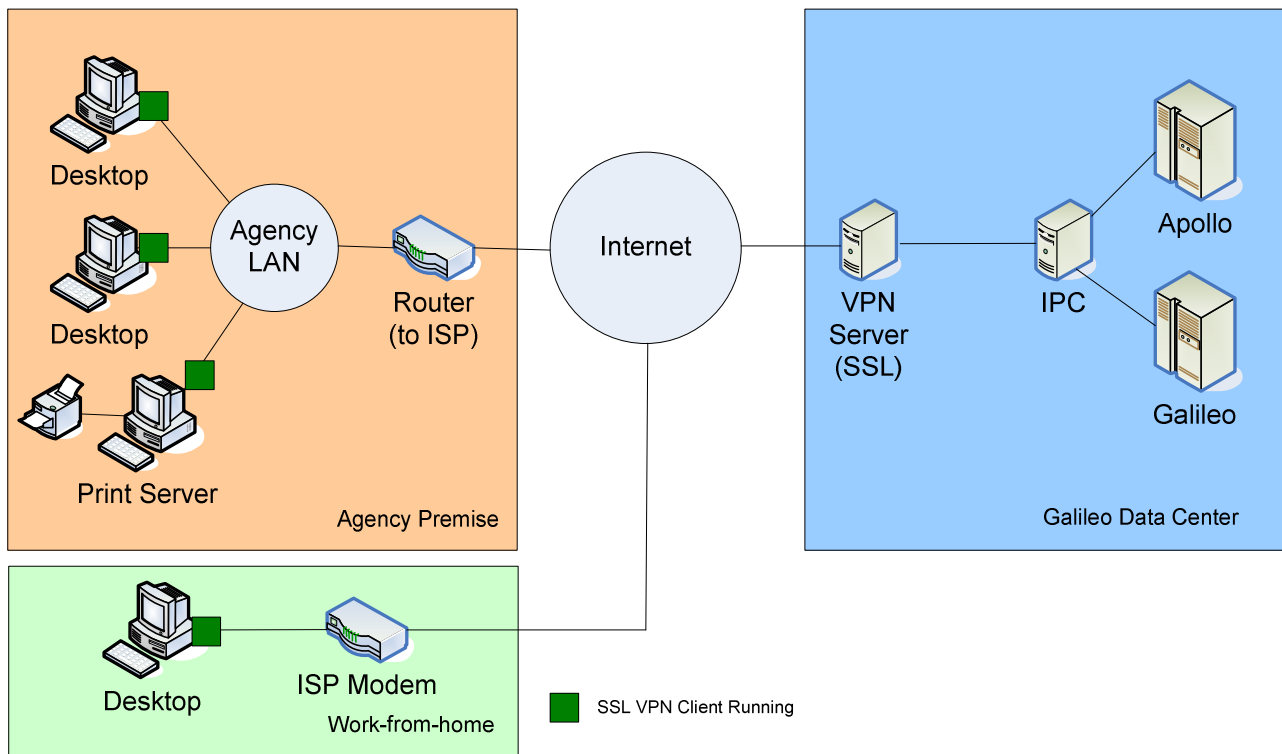 Desktop
Desktop
Print Server
Agency
LAN
Router
(to ISP)
Agency Premise
Internet
VPN
Server
(SSL)
IPC
Apollo
Galileo
Galileo Data Center
Desktop
ISP Modem
Work-from-home
SSL VPN Client Running